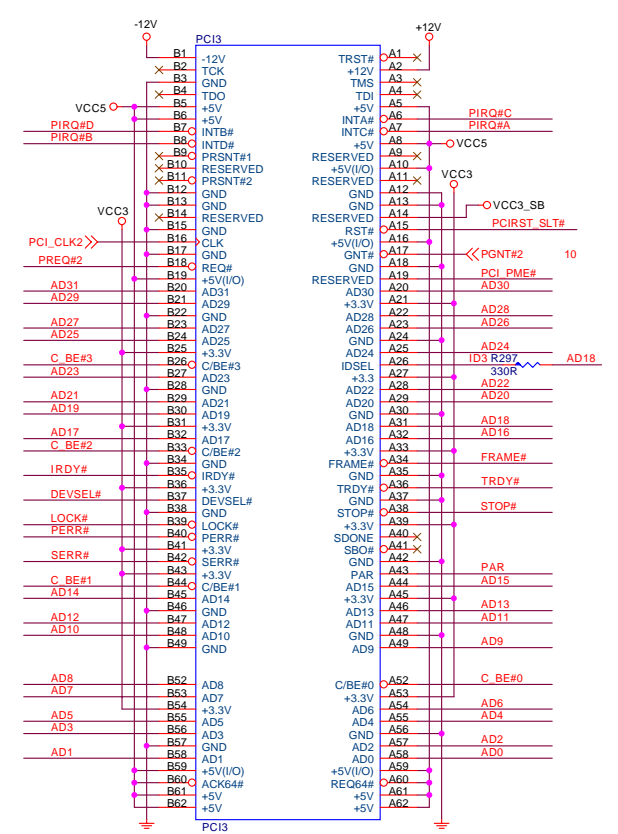 -12V +12V
PCI3
B1 -12V TRST# A1
B2 TCK +12V A2
B3 GND TMS A3
B4 TDO TDI A4
VCC5 B5 +5V +5V A5
B6 +5V INTA# A6 PIRQ#C
PIRQ#D B7 INTB# INTC# A7 PIRQ#A
PIRQ#B B8 INTD# +5V A8 VCC5
B9 PRSNT#1 RESERVED A9
B10 RESERVED +5V(I/O) A10
B11 PRSNT#2 RESERVED A11 VCC3
B12 GND GND A12
B13 GND GND A13
VCC3 B14 RESERVED RESERVED A14 VCC3_SB
B15 GND RST# A15 PCIRST_SLT#
PCI_CLK2 B16 CLK +5V(I/O) A16
B17 GND GNT# A17 PGNT#2 10
PREQ#2 B18 REQ# GND A18
B19 +5V(I/O) RESERVED A19 PCI_PME#
AD31 B20 AD31 AD30 A20 AD30
AD29 B21 AD29 +3.3V A21
B22 GND AD28 A22 AD28
AD27 B23 AD27 AD26 A23 AD26
AD25 B24 AD25 GND A24
B25 +3.3V AD24 A25 AD24
C_BE#3 B26 C/BE#3 IDSEL A26 ID3 R297 330R AD18
AD23 B27 AD23 +3.3 A27
B28 GND AD22 A28 AD22
AD21 B29 AD21 AD20 A29 AD20
AD19 B30 AD19 GND A30
B31 +3.3V AD18 A31 AD18
AD17 B32 AD17 AD16 A32 AD16
C_BE#2 B33 C/BE#2 +3.3V A33
B34 GND FRAME# A34 FRAME#
IRDY# B35 IRDY# GND A35
B36 +3.3V TRDY# A36 TRDY#
DEVSEL# B37 DEVSEL# GND A37
B38 GND STOP# A38 STOP#
LOCK# B39 LOCK# +3.3V A39
PERR# B40 PERR# SDONE A40
B41 +3.3V SBO# A41
SERR# B42 SERR# GND A42
B43 +3.3V PAR A43 PAR
C_BE#1 B44 C/BE#1 AD15 A44 AD15
AD14 B45 AD14 +3.3V A45
B46 GND AD13 A46 AD13
AD12 B47 AD12 AD11 A47 AD11
AD10 B48 AD10 GND A48
B49 GND AD9 A49 AD9
AD8 B52 AD8 C/BE#0 A52 C_BE#0
AD7 B53 AD7 +3.3V A53
B54 +3.3V AD6 A54 AD6
AD5 B55 AD5 AD4 A55 AD4
AD3 B56 AD3 GND A56
B57 GND AD2 A57 AD2
AD1 B58 AD1 AD0 A58 AD0
B59 +5V(I/O) +5V(I/O) A59
B60 ACK64# REQ64# A60
B61 +5V +5V A61
B62 +5V +5V A62
PCI3